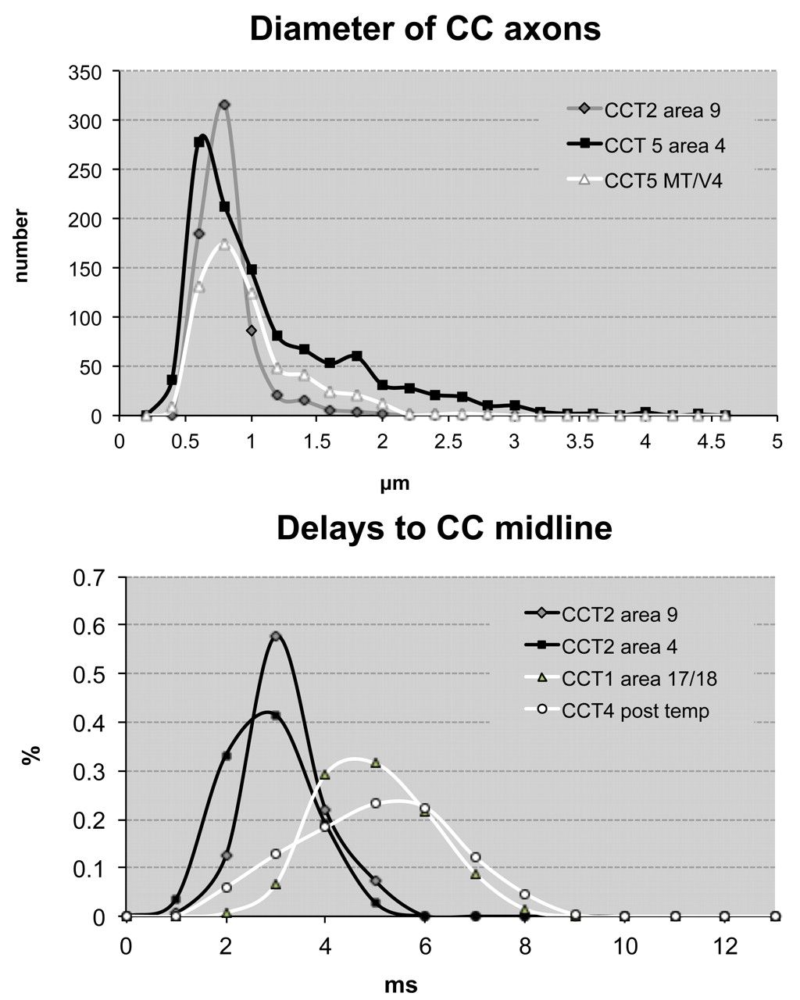 Diameter of CC axons
350
300
250
200
150
100
50
0
number
CCT2 area 9
CCT 5 area 4
CCT5 MT/V4
0 0.5 1 1.5 2 2.5 3 3.5 4 4.5 5
µm
Delays to CC midline
0.7
0.6
0.5
0.4
0.3
0.2
0.1
0
%
CCT2 area 9
CCT2 area 4
CCT1 area 17/18
CCT4 post temp
0 2 4 6 8 10 12
ms